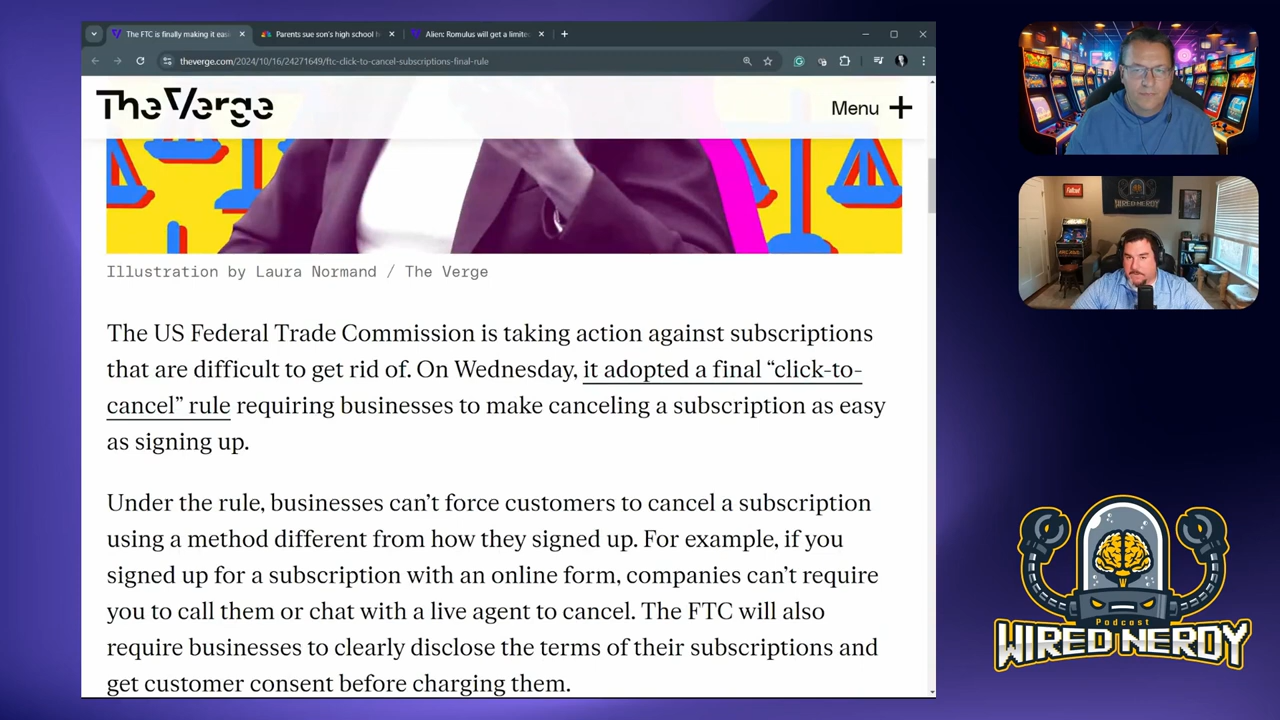 The FTC is finally making it easi
Parents sue son's high school h
Alien: Romulus will get a limite
theverge.com/2024/10/16/24271649/ftc-click-to-cancel-subscriptions-final-rule
The Verge
Menu
Illustration by Laura Normand / The Verge
The US Federal Trade Commission is taking action against subscriptions
that are difficult to get rid of. On Wednesday, it adopted a final “click-to-
cancel” rule requiring businesses to make canceling a subscription as easy
as signing up.
Under the rule, businesses can’t force customers to cancel a subscription
using a method different from how they signed up. For example, if you
signed up for a subscription with an online form, companies can’t require
you to call them or chat with a live agent to cancel. The FTC will also
require businesses to clearly disclose the terms of their subscriptions and
get customer consent before charging them.
Fallout
WIRED NERDY
Podcast
WIRED NERDY